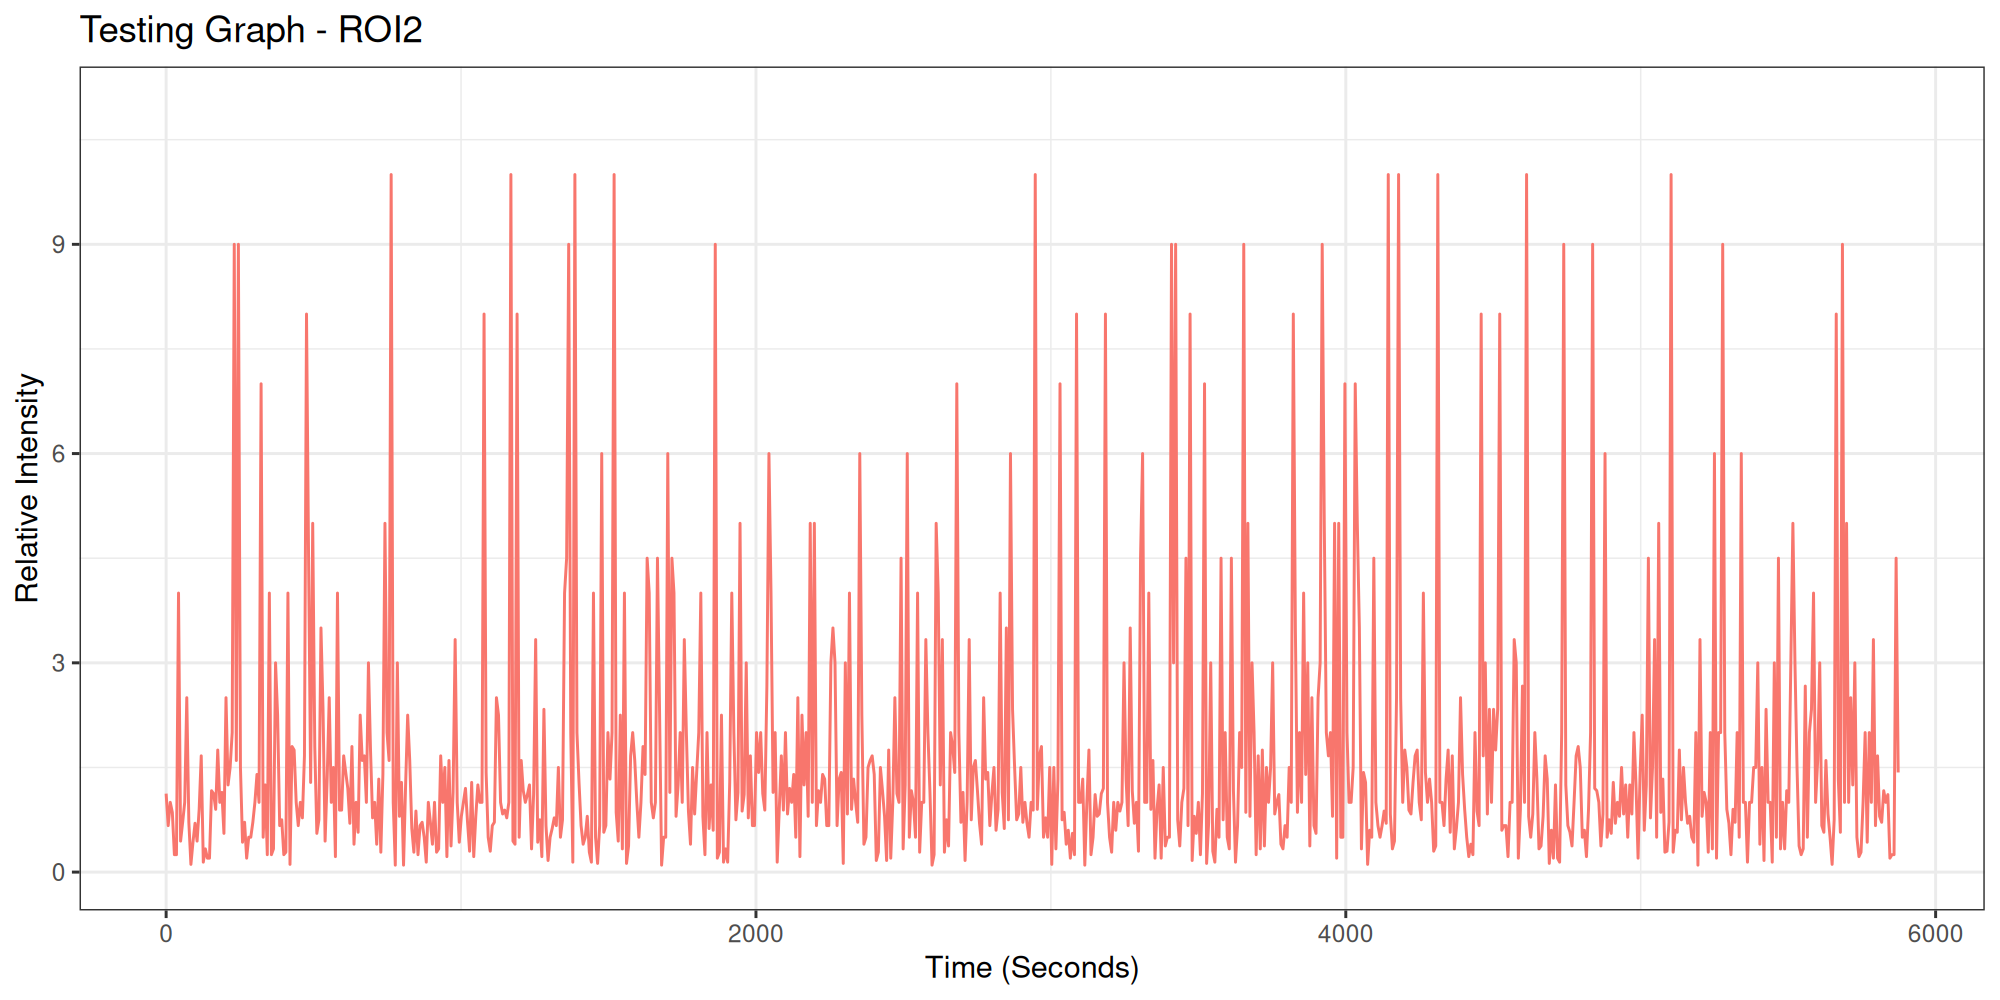 Testing Graph - ROI2
Relative Intensity
9
6
3
0
0 2000 4000 6000
Time (Seconds)